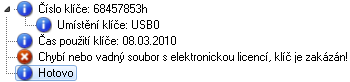 Číslo klíče: 68457853h
Umístění klíče: USB0
Čas použití klíče: 08.03.2010
Chybí nebo vadný soubor s elektronickou licencí, klíč je zakázán!
Hotovo